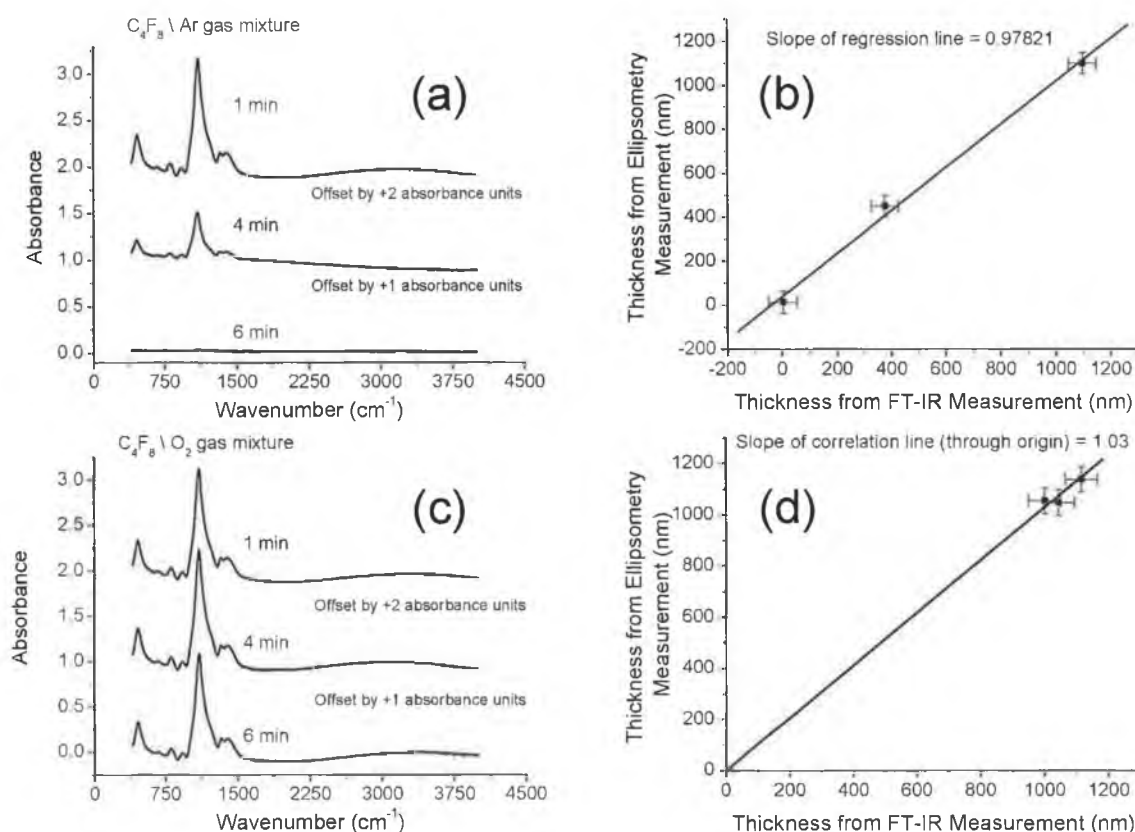 C₄F₈ \ Ar gas mixture
(a)
1 min
Offset by +2 absorbance units
4 min
Offset by +1 absorbance units
6 min
3.0
2.5
2.0
1.5
1.0
0.5
0.0
Absorbance
0 750 1500 2250 3000 3750 4500
Wavenumber (cm⁻¹)
Slope of regression line = 0.97821
(b)
1200
1000
800
600
400
200
0
-200
Thickness from Ellipsometry
Measurement (nm)
-200 0 200 400 600 800 1000 1200
Thickness from FT-IR Measurement (nm)
C₄F₈ \ O₂ gas mixture
(c)
1 min
Offset by +2 absorbance units
4 min
Offset by +1 absorbance units
6 min
3.0
2.5
2.0
1.5
1.0
0.5
0.0
Absorbance
0 750 1500 2250 3000 3750 4500
Wavenumber (cm⁻¹)
Slope of correlation line (through origin) = 1.03
(d)
1200
1000
800
600
400
200
0
Thickness from Ellipsometry
Measurement (nm)
0 200 400 600 800 1000 1200
Thickness from FT-IR Measurement (nm)